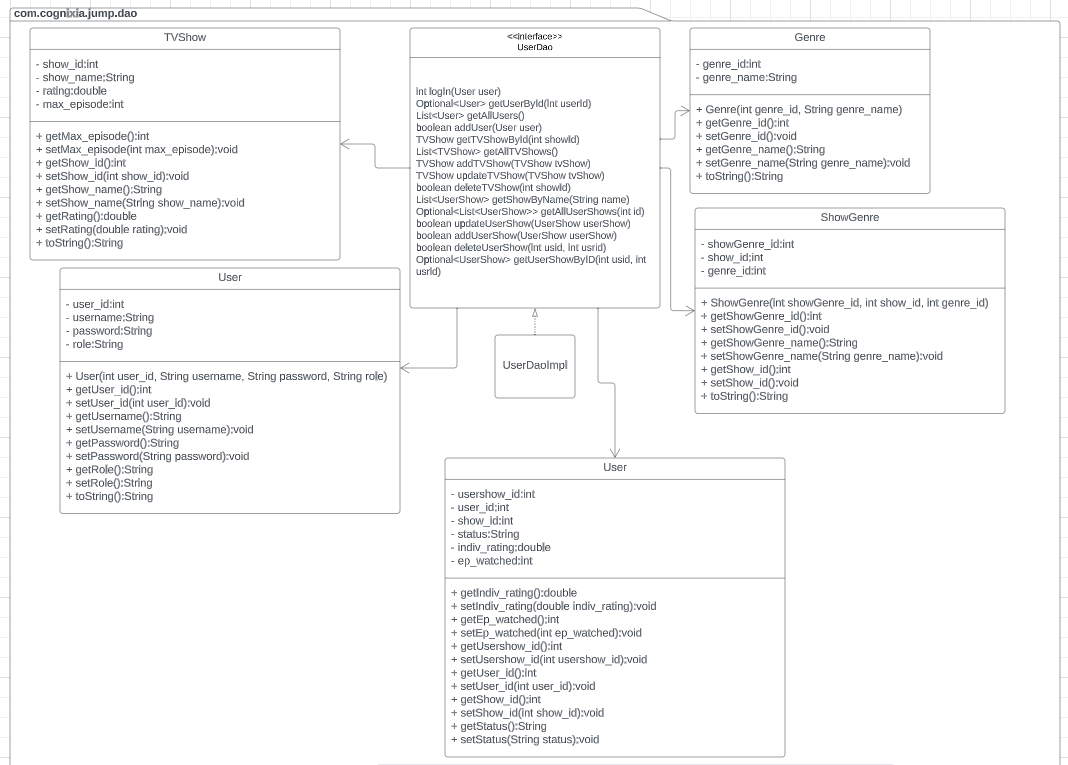 com.cognixia.jump.dao
TVShow
- show_id:int
- show_name:String
- rating:double
- max_episode:int
+ getMax_episode():int
+ setMax_episode(int max_episode):void
+ getShow_id():int
+ setShow_id(int show_id):void
+ getShow_name():String
+ setShow_name(String show_name):void
+ getRating():double
+ setRating(double rating):void
+ toString():String
<<interface>>
UserDao
int logIn(User user)
Optional<User> getUserById(int userId)
List<User> getAllUsers()
boolean addUser(User user)
TVShow getTVShowById(int showId)
List<TVShow> getAllTVShows()
TVShow addTVShow(TVShow tvShow)
TVShow updateTVShow(TVShow tvShow)
boolean deleteTVShow(int showId)
List<UserShow> getShowByName(String name)
Optional<List<UserShow>> getAllUserShows(int id)
boolean updateUserShow(UserShow userShow)
boolean addUserShow(UserShow userShow)
boolean deleteUserShow(int usid, int usrid)
Optional<UserShow> getUserShowByID(int usid, int
usrId)
Genre
- genre_id:int
- genre_name:String
+ Genre(int genre_id, String genre_name)
+ getGenre_id():int
+ setGenre_id():void
+ getGenre_name():String
+ setGenre_name(String genre_name):void
+ toString():String
ShowGenre
- showGenre_id:int
- show_id:int
- genre_id:int
+ ShowGenre(int showGenre_id, int show_id, int genre_id)
+ getShowGenre_id():int
+ setShowGenre_id():void
+ getShowGenre_name():String
+ setShowGenre_name(String genre_name):void
+ getShow_id():int
+ setShow_id():void
+ toString():String
User
- user_id:int
- username:String
- password:String
- role:String
+ User(int user_id, String username, String password, String role)
+ getUser_id():int
+ setUser_id(int user_id):void
+ getUsername():String
+ setUsername(String username):void
+ getPassword():String
+ setPassword(String password):void
+ getRole():String
+ setRole():String
+ toString():String
UserDaoImpl
User
- usershow_id:int
- user_id:int
- show_id:int
- status:String
- indiv_rating:double
- ep_watched:int
+ getIndiv_rating():double
+ setIndiv_rating(double indiv_rating):void
+ getEp_watched():int
+ setEp_watched(int ep_watched):void
+ getUsershow_id():int
+ setUsershow_id(int usershow_id):void
+ getUser_id():int
+ setUser_id(int user_id):void
+ getShow_id():int
+ setShow_id(int show_id):void
+ getStatus():String
+ setStatus(String status):void